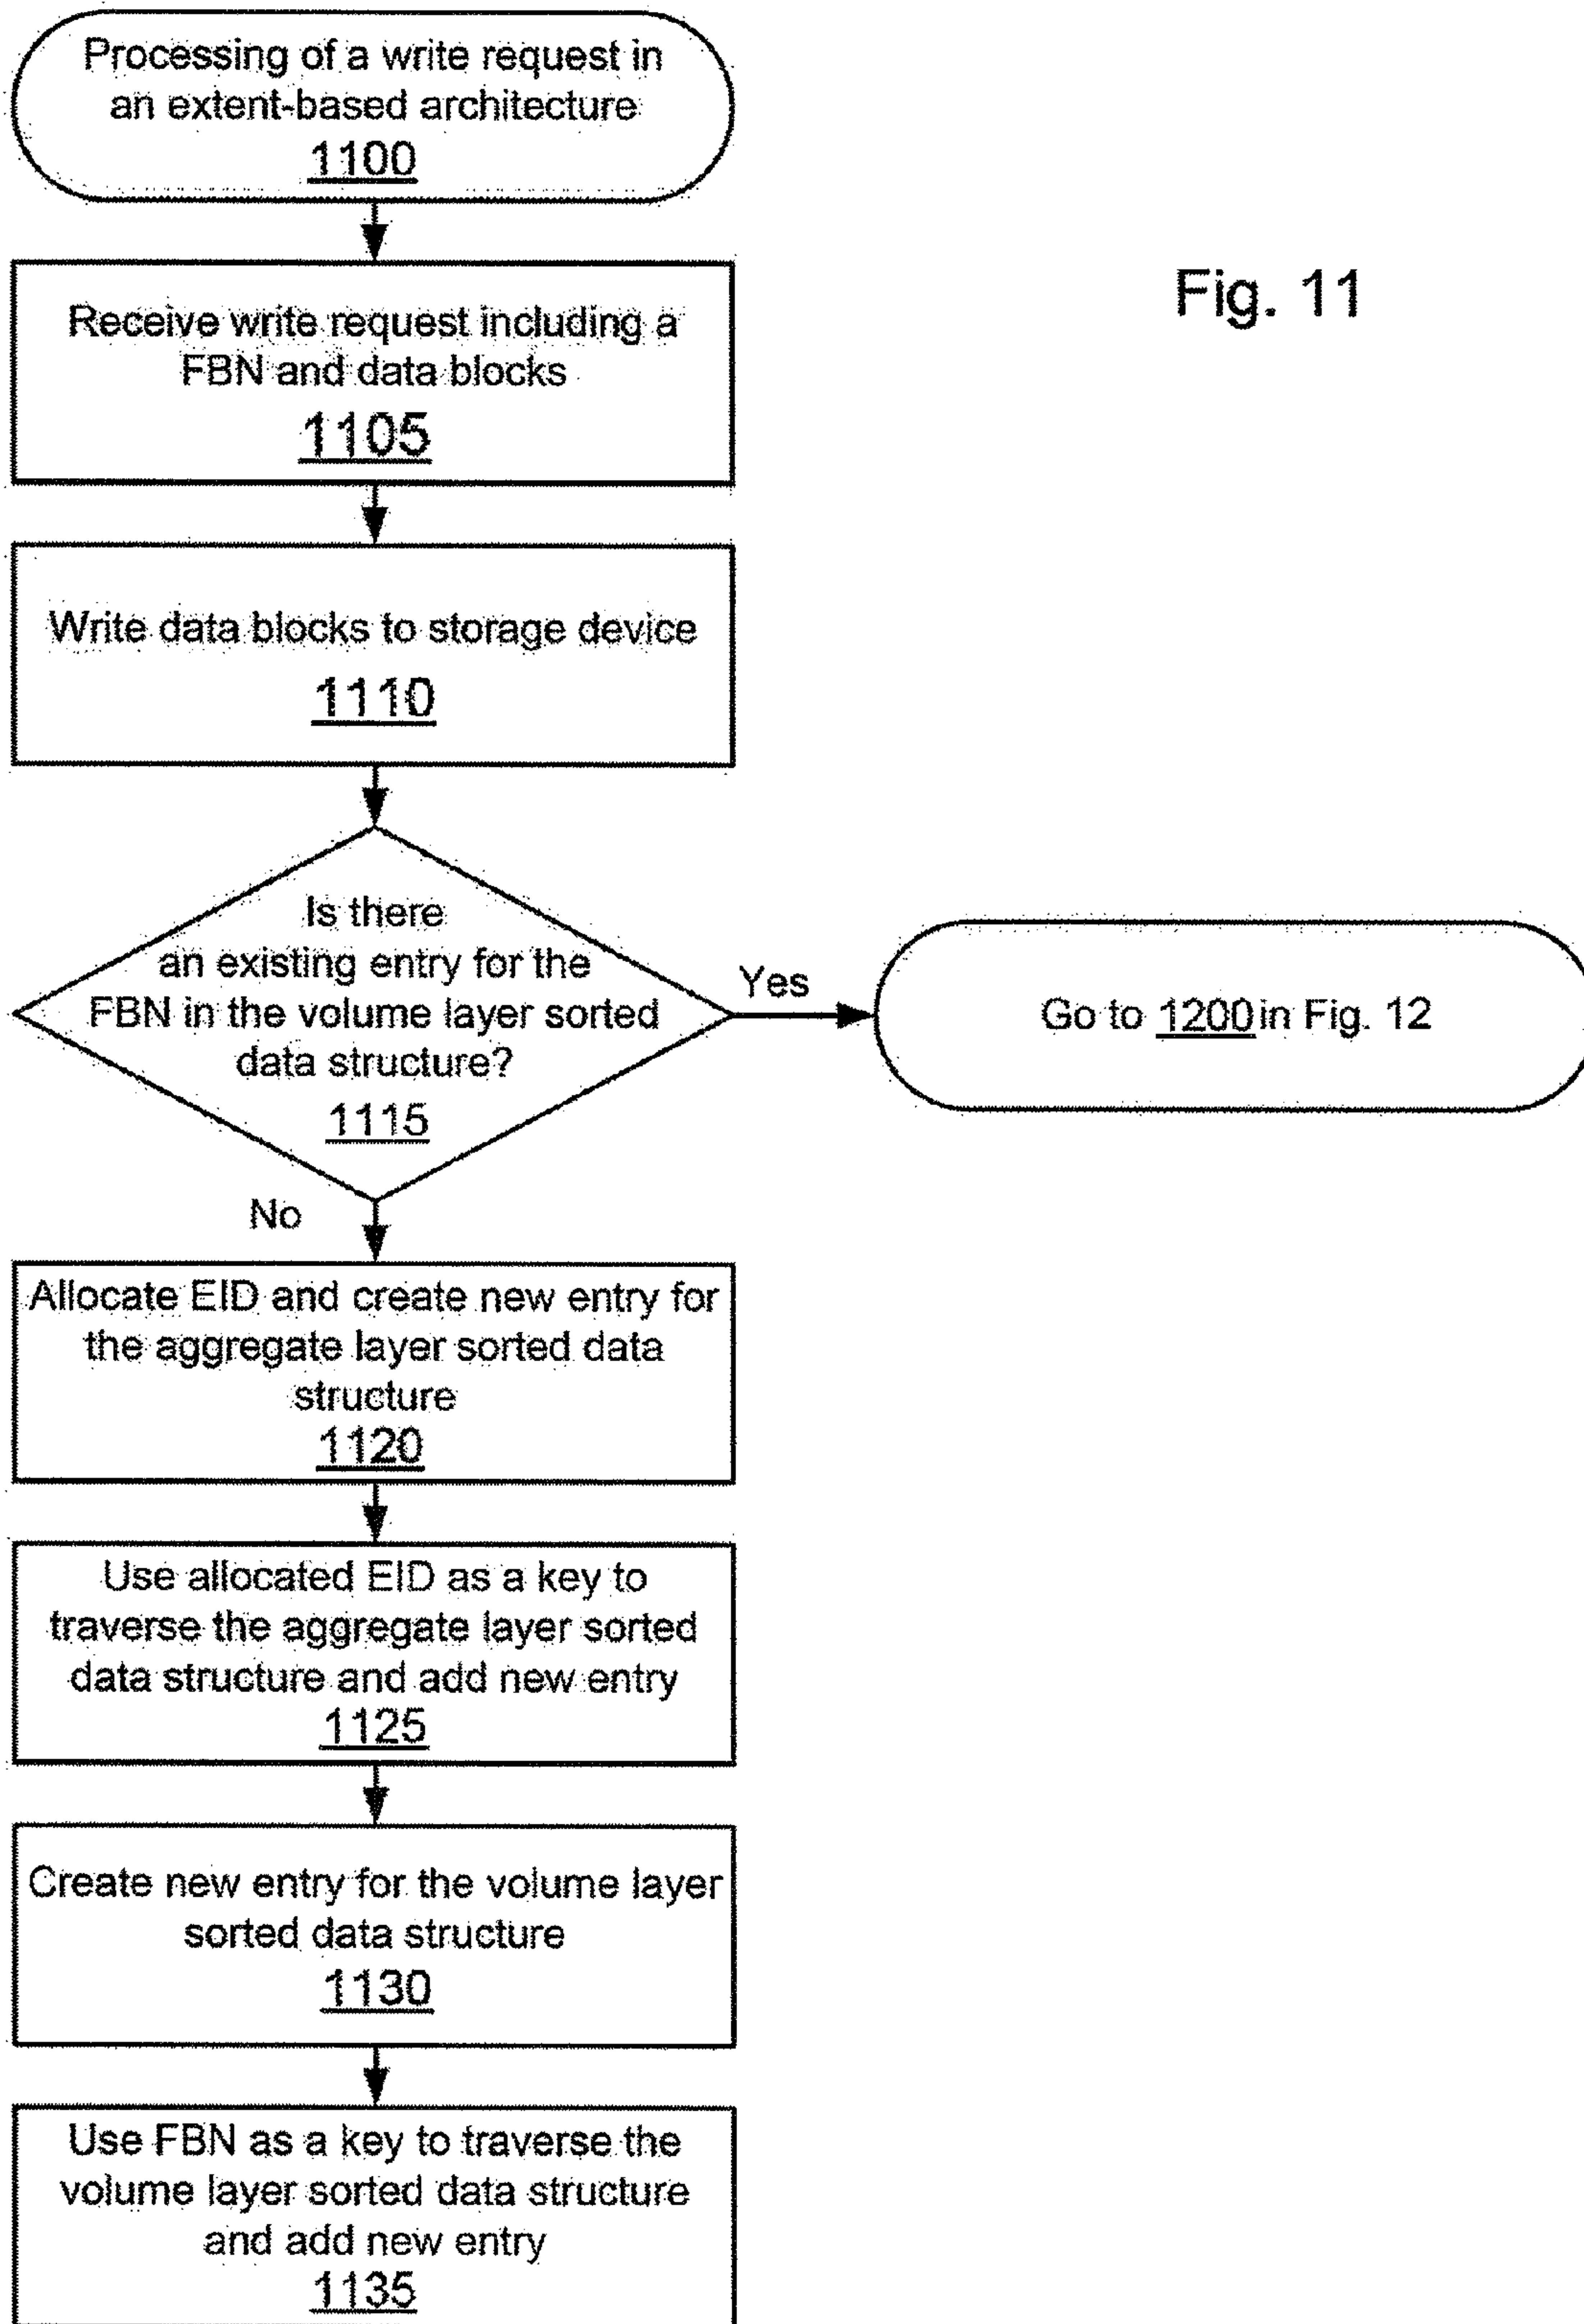 Processing of a write request in
an extent-based architecture
1100
Fig. 11
Receive write request including a
FBN and data blocks
1105
Write data blocks to storage device
1110
Is there
an existing entry for the
FBN in the volume layer sorted
data structure?
1115
Yes
Go to 1200 in Fig. 12
No
Allocate EID and create new entry for
the aggregate layer sorted data
structure
1120
Use allocated EID as a key to
traverse the aggregate layer sorted
data structure and add new entry
1125
Create new entry for the volume layer
sorted data structure
1130
Use FBN as a key to traverse the
volume layer sorted data structure
and add new entry
1135